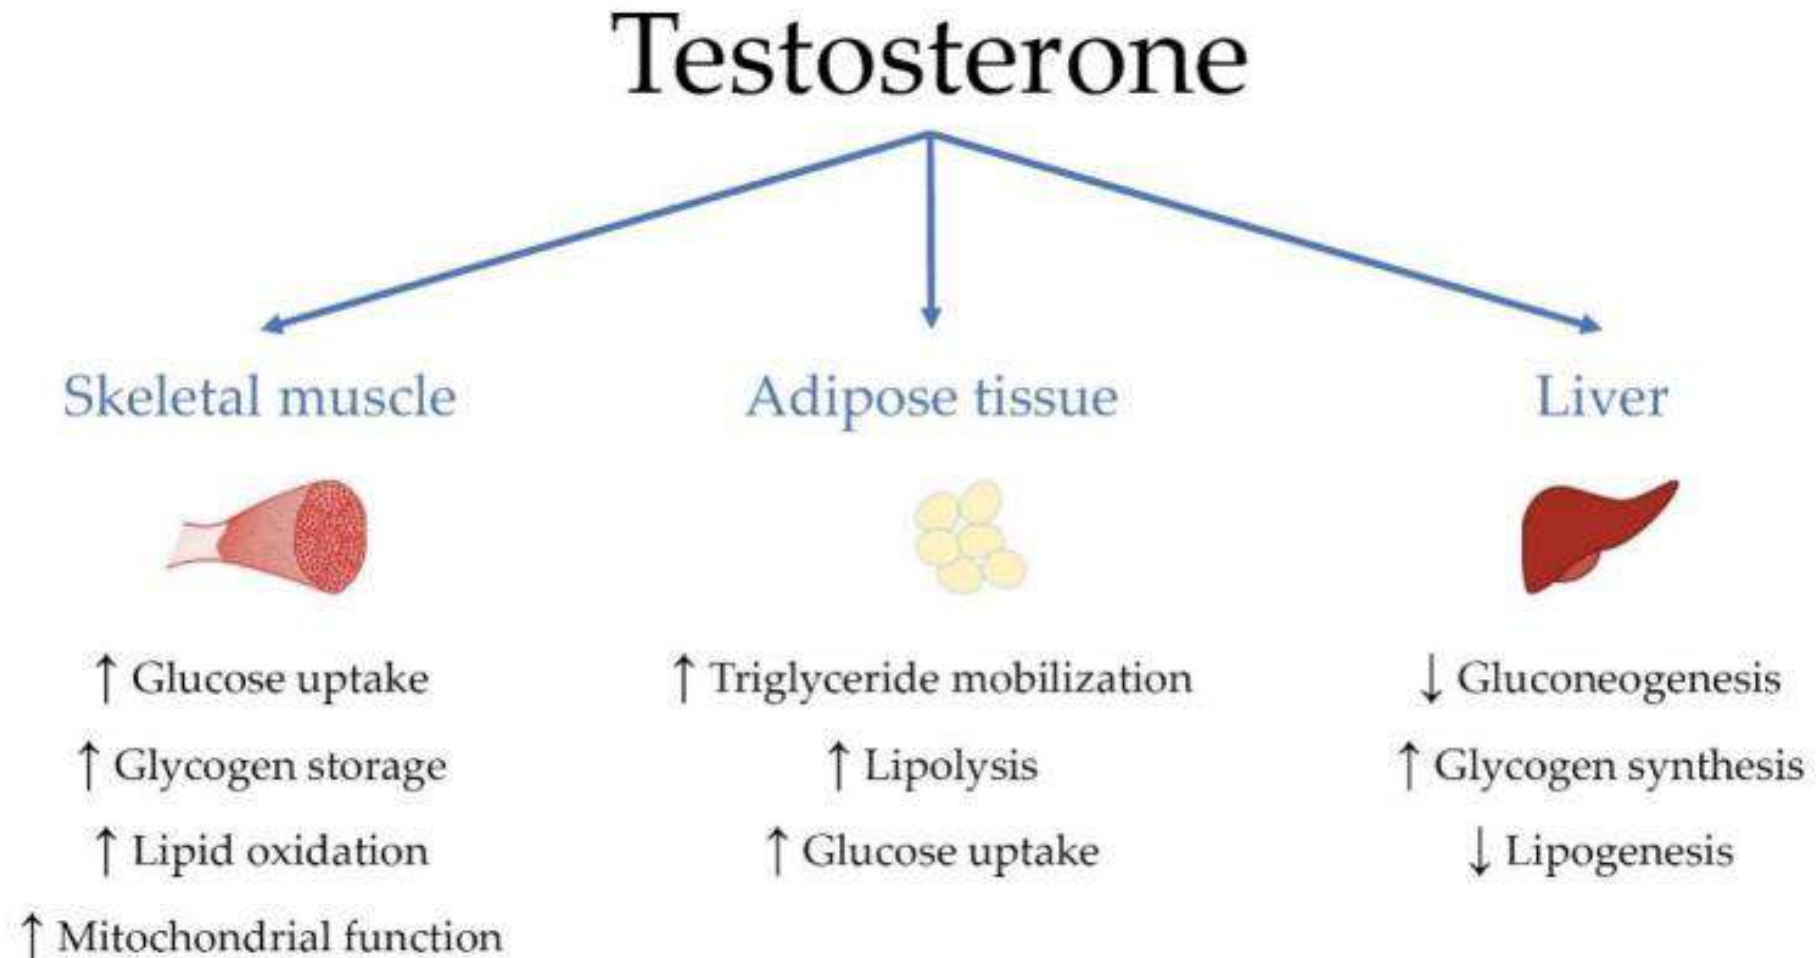 Testosterone
Skeletal muscle
↑ Glucose uptake
↑ Glycogen storage
↑ Lipid oxidation
↑ Mitochondrial function
Adipose tissue
↑ Triglyceride mobilization
↑ Lipolysis
↑ Glucose uptake
Liver
↓ Gluconeogenesis
↑ Glycogen synthesis
↓ Lipogenesis